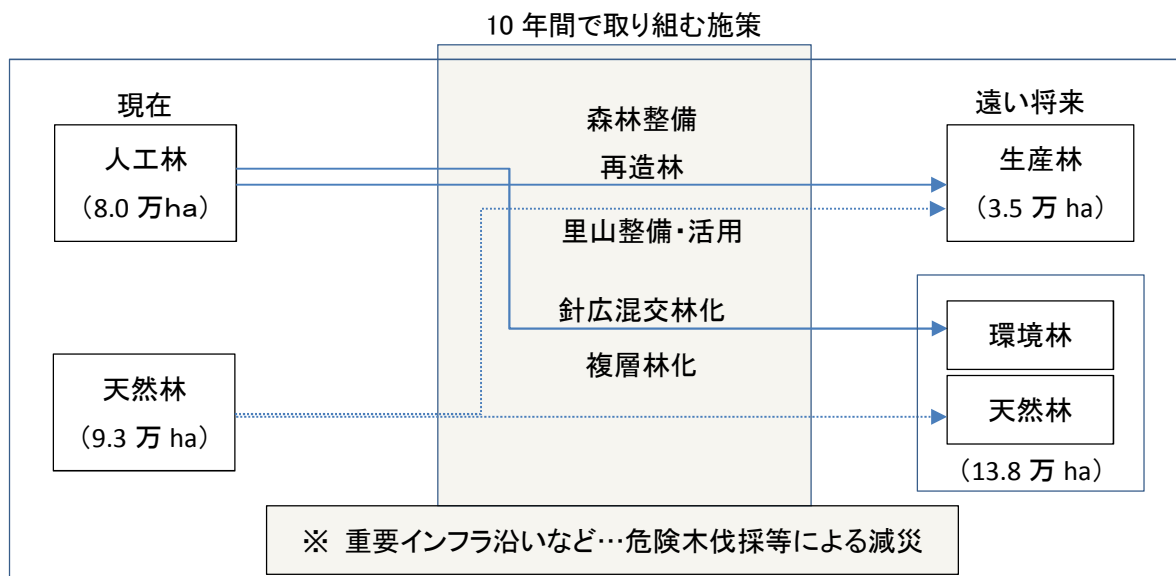 10 年間で取り組む施策
現在
人工林
（8.0 万ｈａ）
天然林
（9.3 万 ha）
森林整備
再造林
里山整備・活用
針広混交林化
複層林化
遠い将来
生産林
（3.5 万 ha）
環境林
天然林
（13.8 万 ha）
※ 重要インフラ沿いなど…危険木伐採等による減災